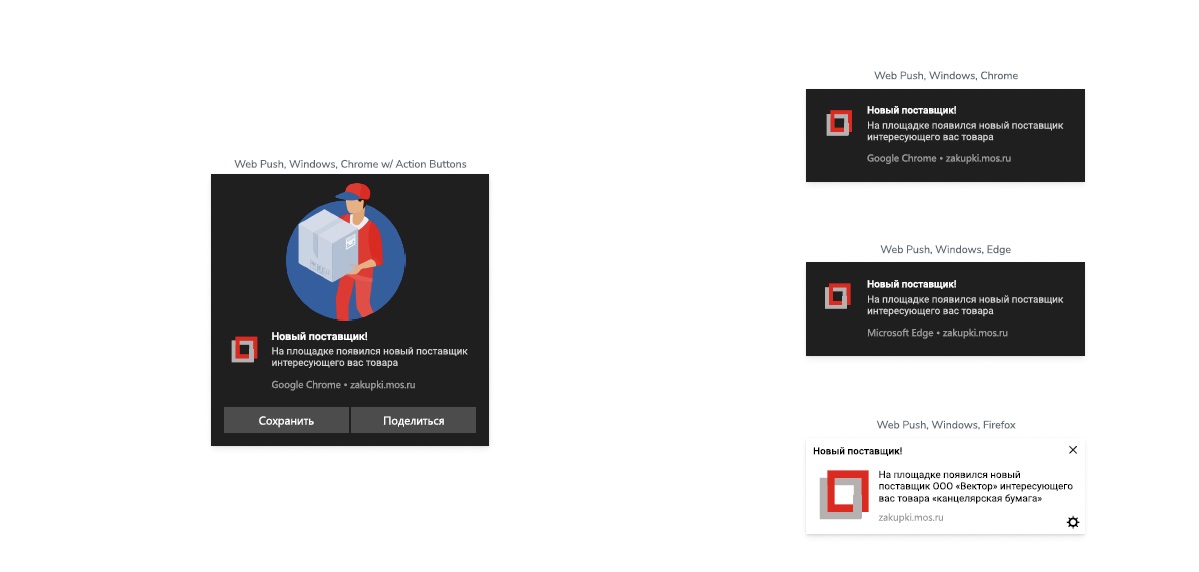 Web Push, Windows, Chrome w/ Action Buttons
Новый поставщик!
На площадке появился новый поставщик
интересующего вас товара
Google Chrome • zakupki.mos.ru
Сохранить
Поделиться
Web Push, Windows, Chrome
Новый поставщик!
На площадке появился новый поставщик
интересующего вас товара
Google Chrome • zakupki.mos.ru
Web Push, Windows, Edge
Новый поставщик!
На площадке появился новый поставщик
интересующего вас товара
Microsoft Edge • zakupki.mos.ru
Web Push, Windows, Firefox
Новый поставщик!
На площадке появился новый
поставщик ООО «Вектор» интересующего
вас товара «канцелярская бумага»
zakupki.mos.ru